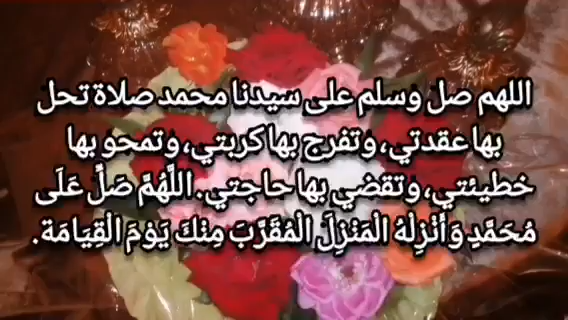 اللهم صل وسلم على سيدنا محمد صلاة تحل
بها عقدتي، وتفرج بها كربتي، وتمحو بها
خطيئتي، وتقضي بها حاجتي. اللَّهُمَّ صَلِّ عَلَى
مُحَمَّدِ وَأَنْزِلْهُ الْمَنْزِلَ الْمُقَرَّبَ مِنْكَ يَوْمَ الْقِيَامَة.